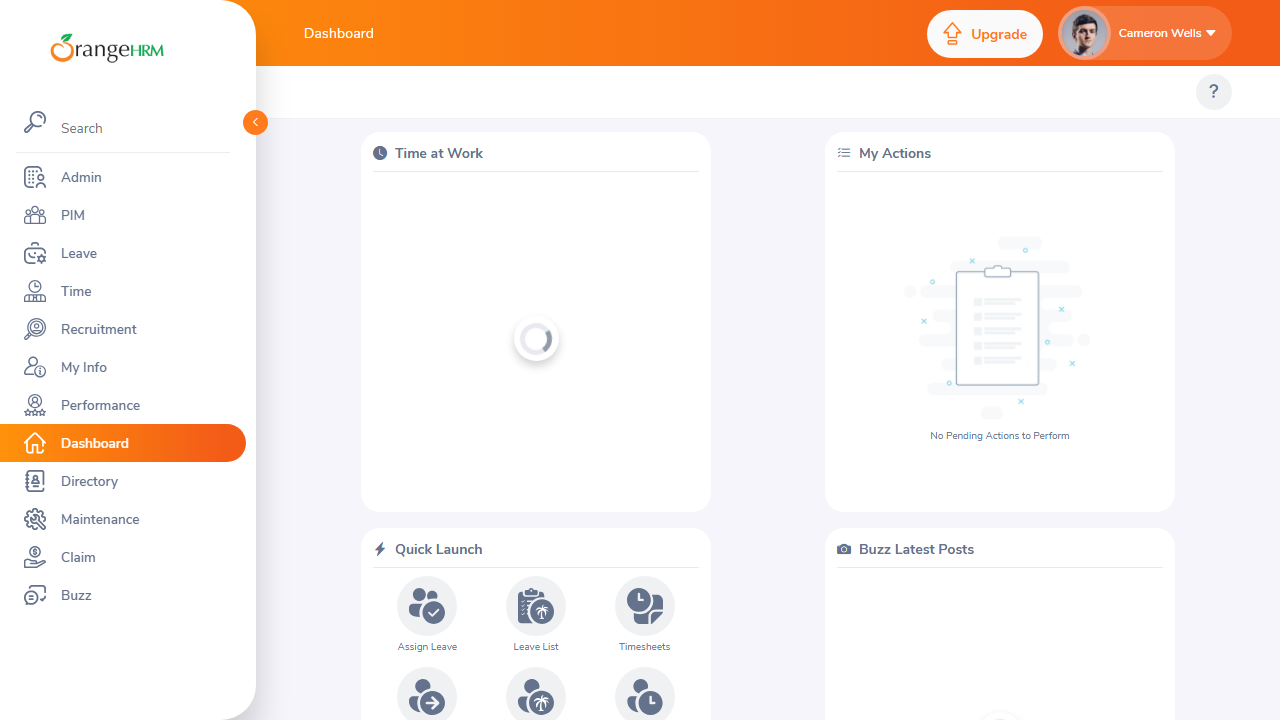 OrangeHRM
Dashboard
Upgrade
Cameron Wells
?
Search
Admin
PIM
Leave
Time
Recruitment
My Info
Performance
Dashboard
Directory
Maintenance
Claim
Buzz
Time at Work
My Actions
No Pending Actions to Perform
Quick Launch
Assign Leave
Leave List
Timesheets
Buzz Latest Posts